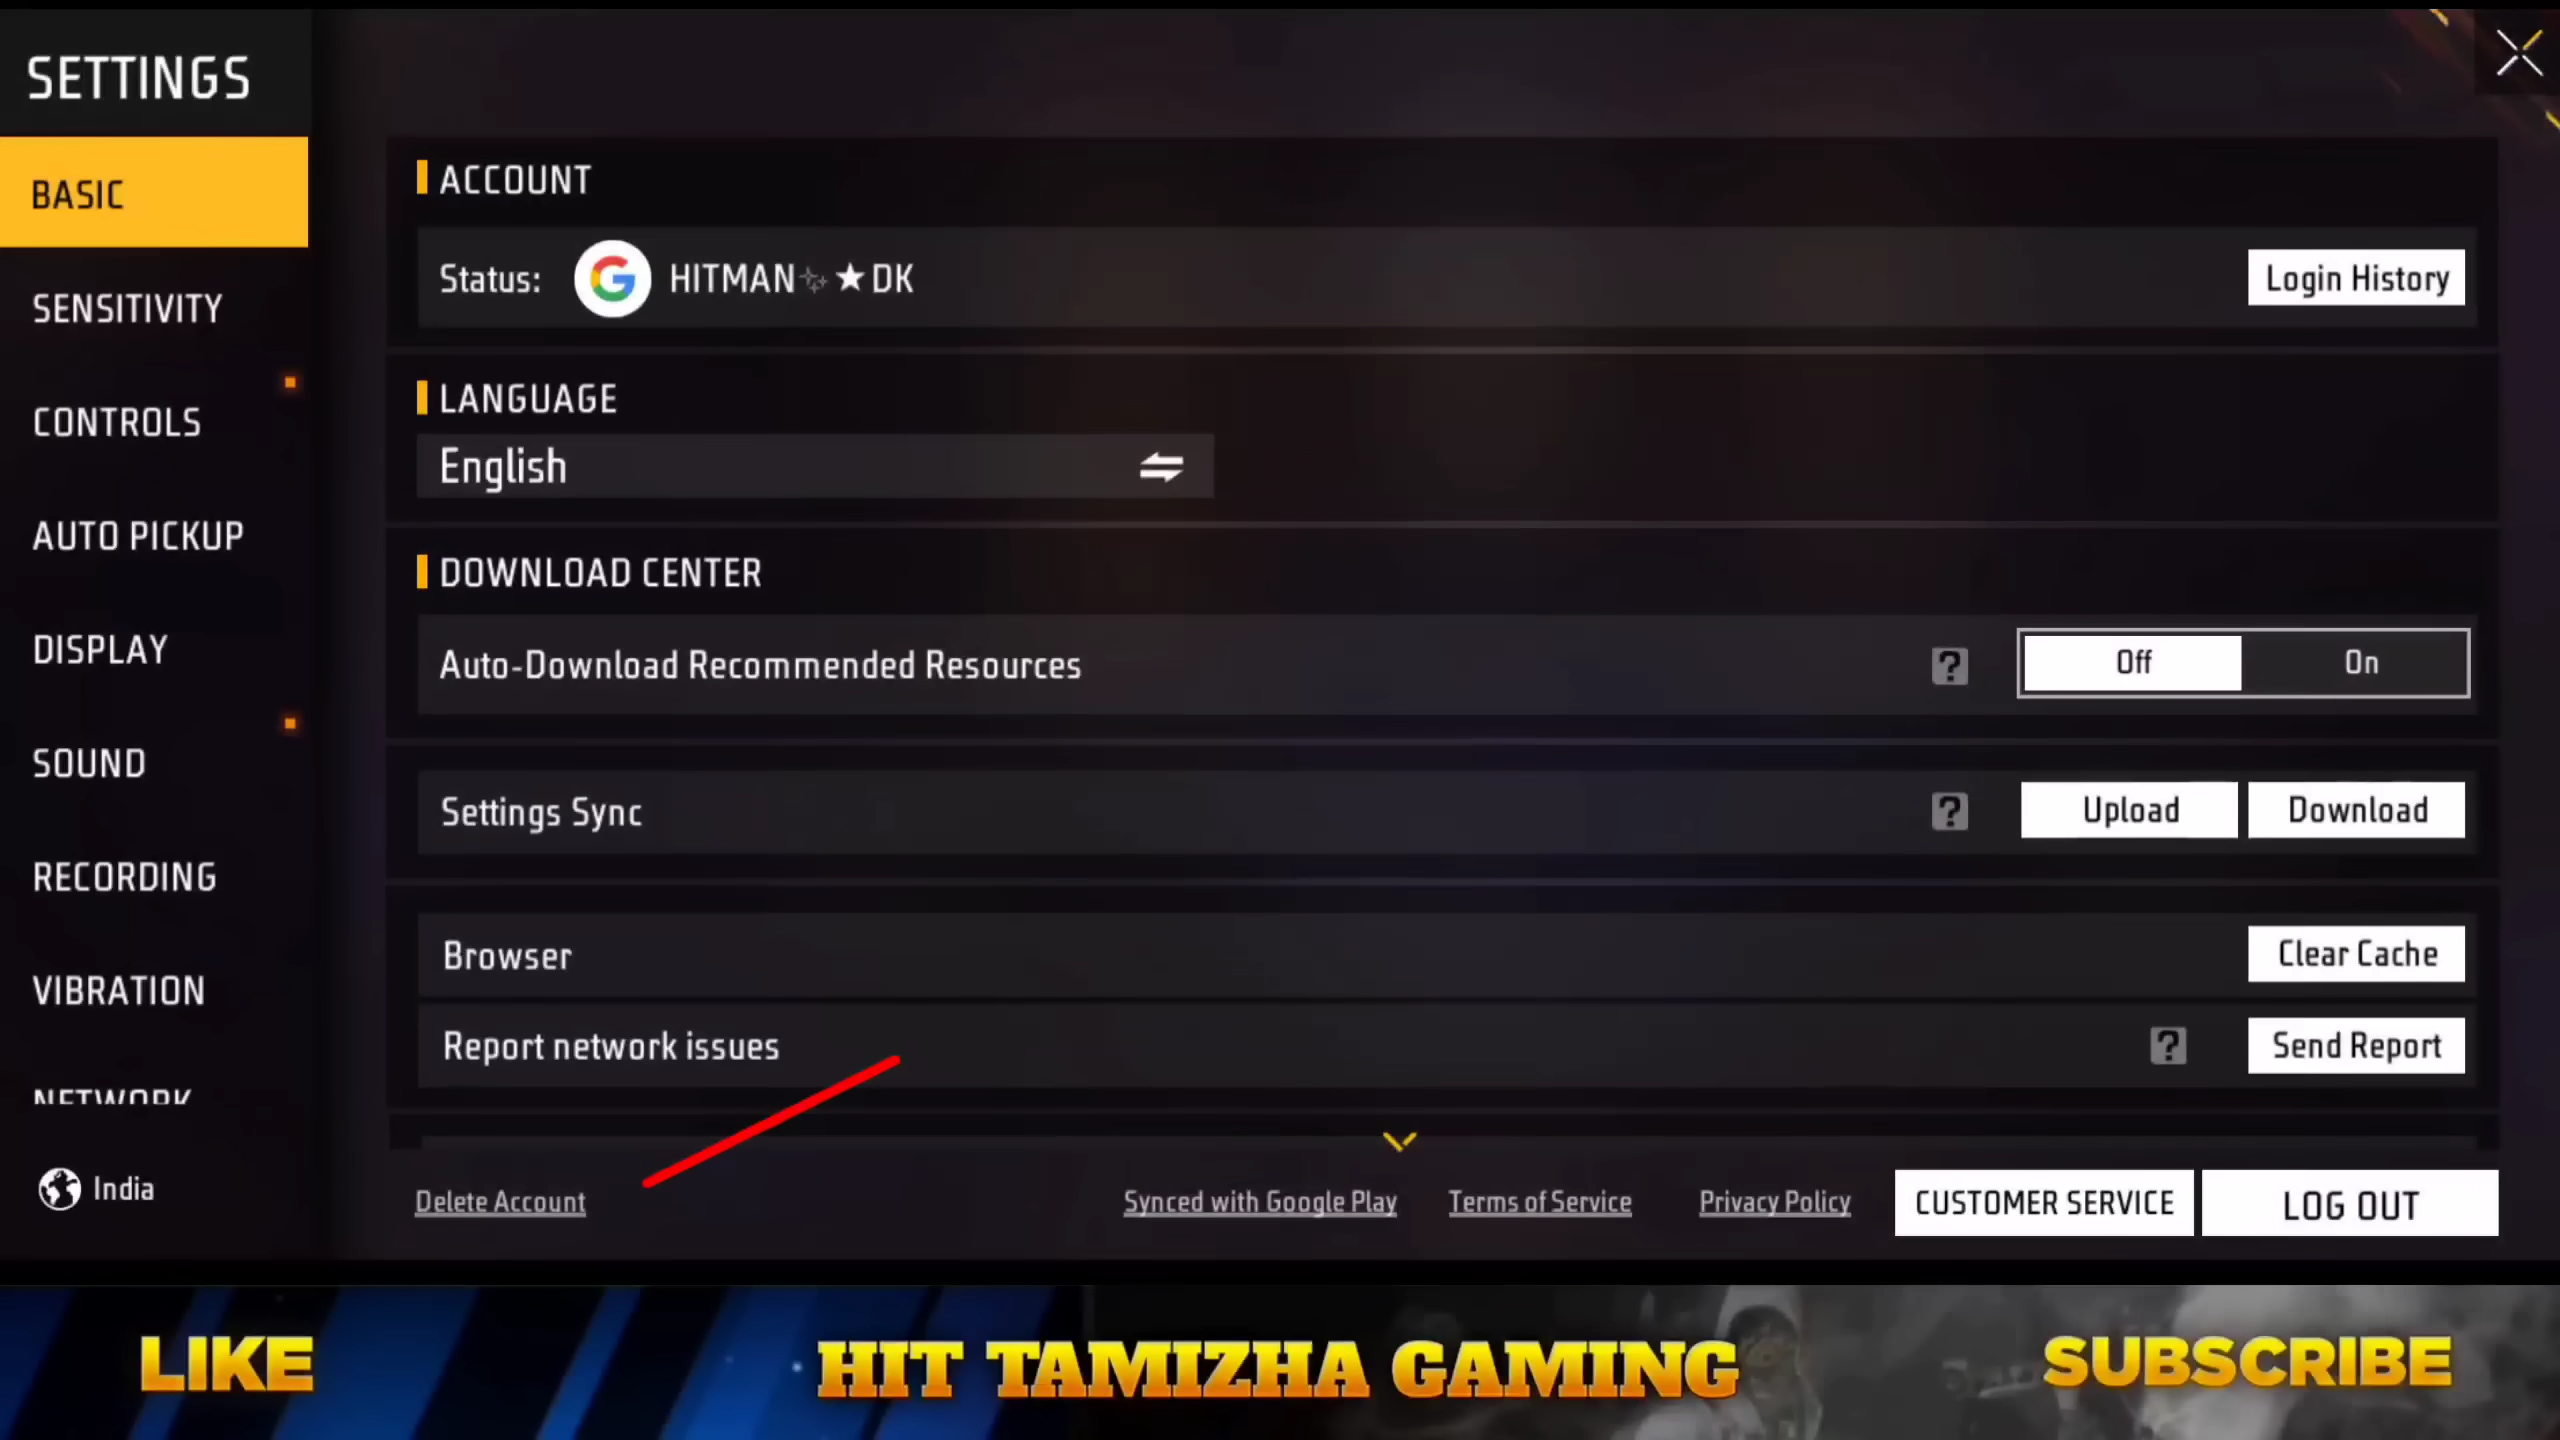 SETTINGS
BASIC
SENSITIVITY
CONTROLS
AUTO PICKUP
DISPLAY
SOUND
RECORDING
VIBRATION
NETWORK
India
ACCOUNT
Status: HITMAN✨★DK
Login History
LANGUAGE
English
DOWNLOAD CENTER
Auto-Download Recommended Resources ? Off On
Settings Sync ? Upload Download
Browser Clear Cache
Report network issues ? Send Report
Delete Account Synced with Google Play Terms of Service Privacy Policy CUSTOMER SERVICE LOG OUT
LIKE HIT TAMIZHA GAMING SUBSCRIBE